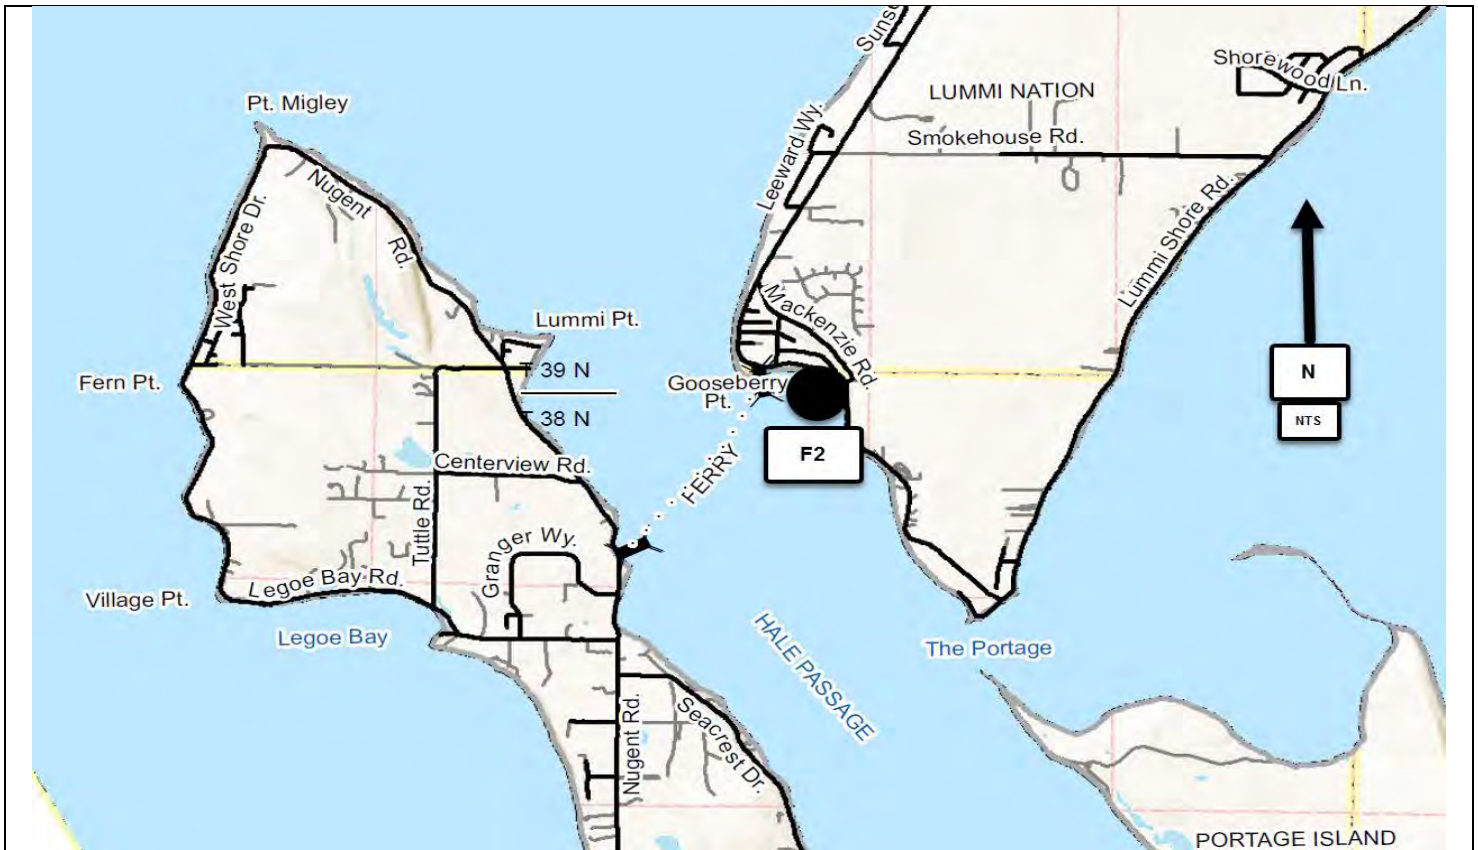 Sunse
Shorewood Ln.
LUMMI NATION
Pt. Migley
Smokehouse Rd.
Leeward Wy.
Nugent
Rd.
West Shore Dr.
Lummi Shore Rd.
Mackenzie Rd.
Lummi Pt.
T 39 N
Fern Pt.
Gooseberry
Pt.
N
T 38 N
NTS
F2
Centerview Rd.
FERRY
Tuttle Rd.
Granger Wy.
Legoe Bay Rd.
Village Pt.
Legoe Bay
HALE PASSAGE
The Portage
Nugent Rd.
Seacrest Dr.
PORTAGE ISLAND